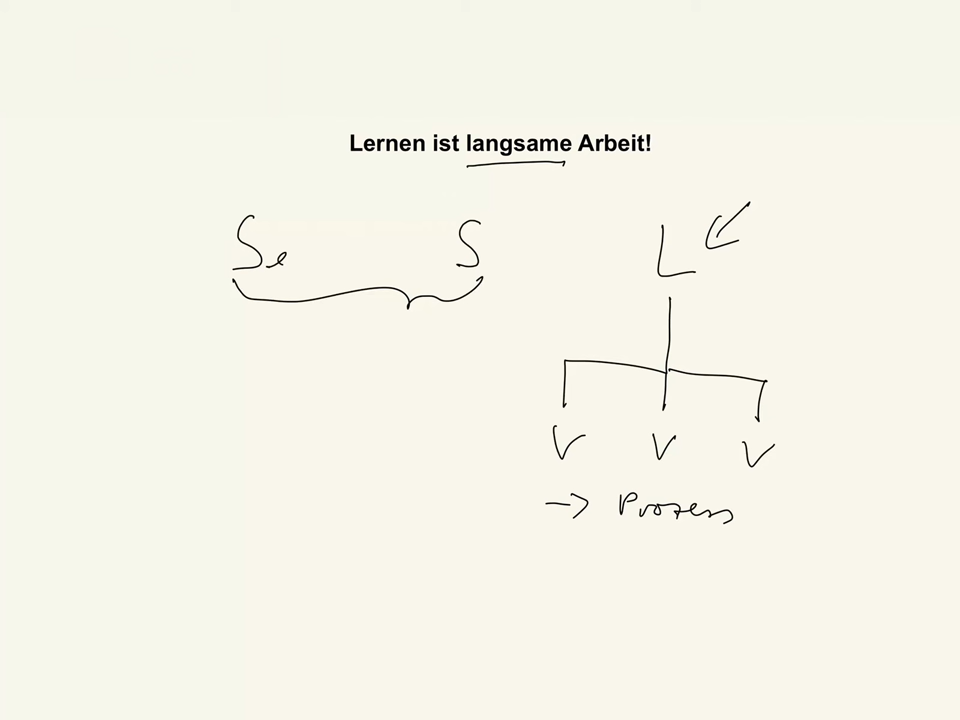 Lernen ist langsame Arbeit!
Se S L
V V V
→ Prozess